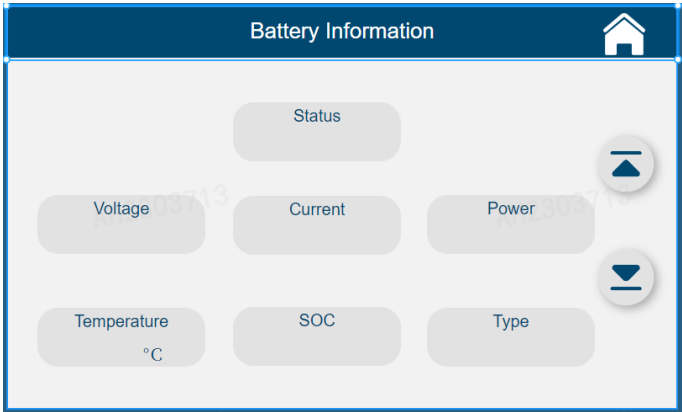 Battery Information
Status
Voltage
Current
Power
Temperature
°C
SOC
Type